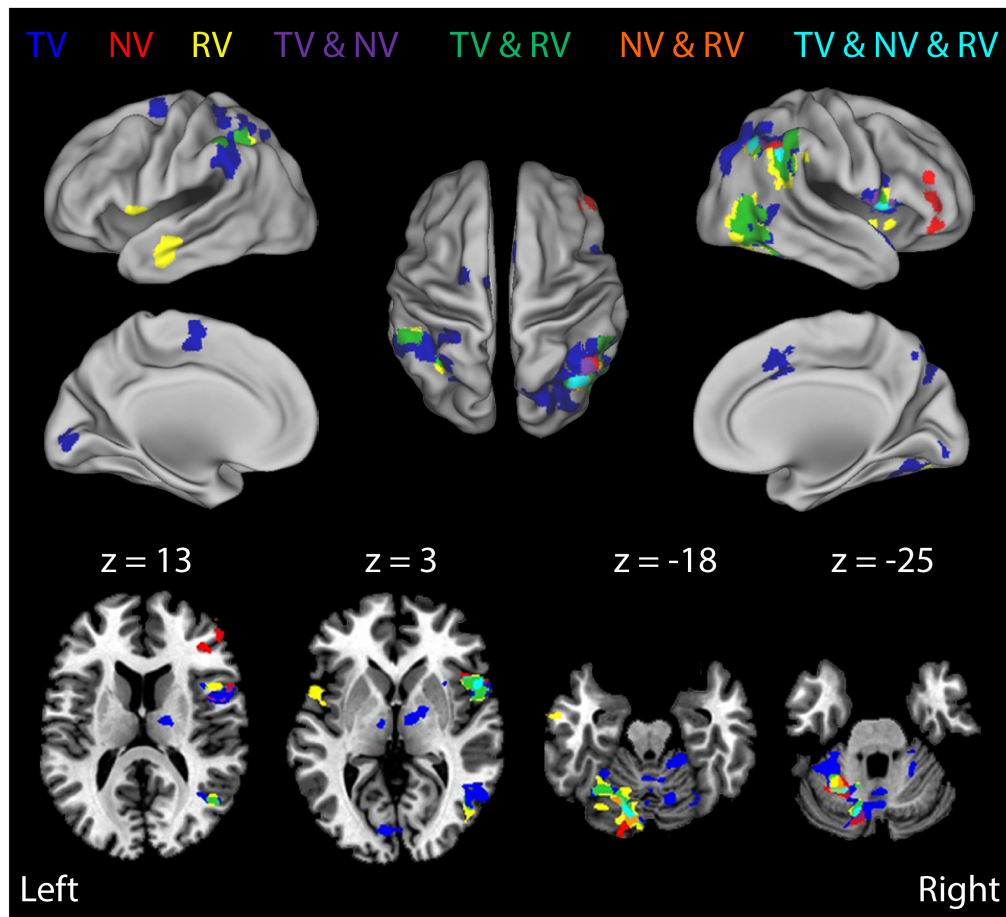 TV NV RV TV & NV TV & RV NV & RV TV & NV & RV
z = 13 z = 3 z = -18 z = -25
Left Right